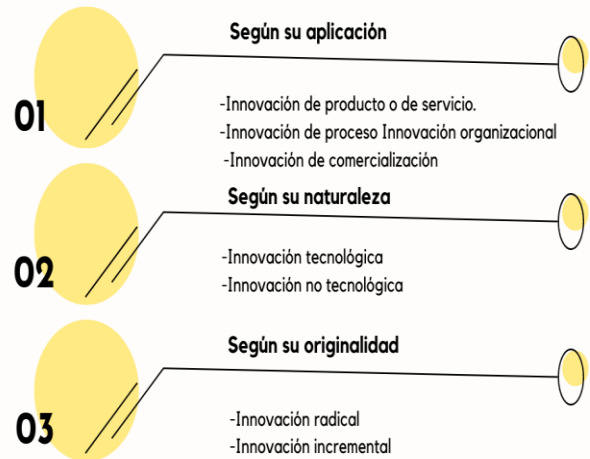 01
Según su aplicación
-Innovación de producto o de servicio.
-Innovación de proceso Innovación organizacional
-Innovación de comercialización
02
Según su naturaleza
-Innovación tecnológica
-Innovación no tecnológica
03
Según su originalidad
-Innovación radical
-Innovación incremental